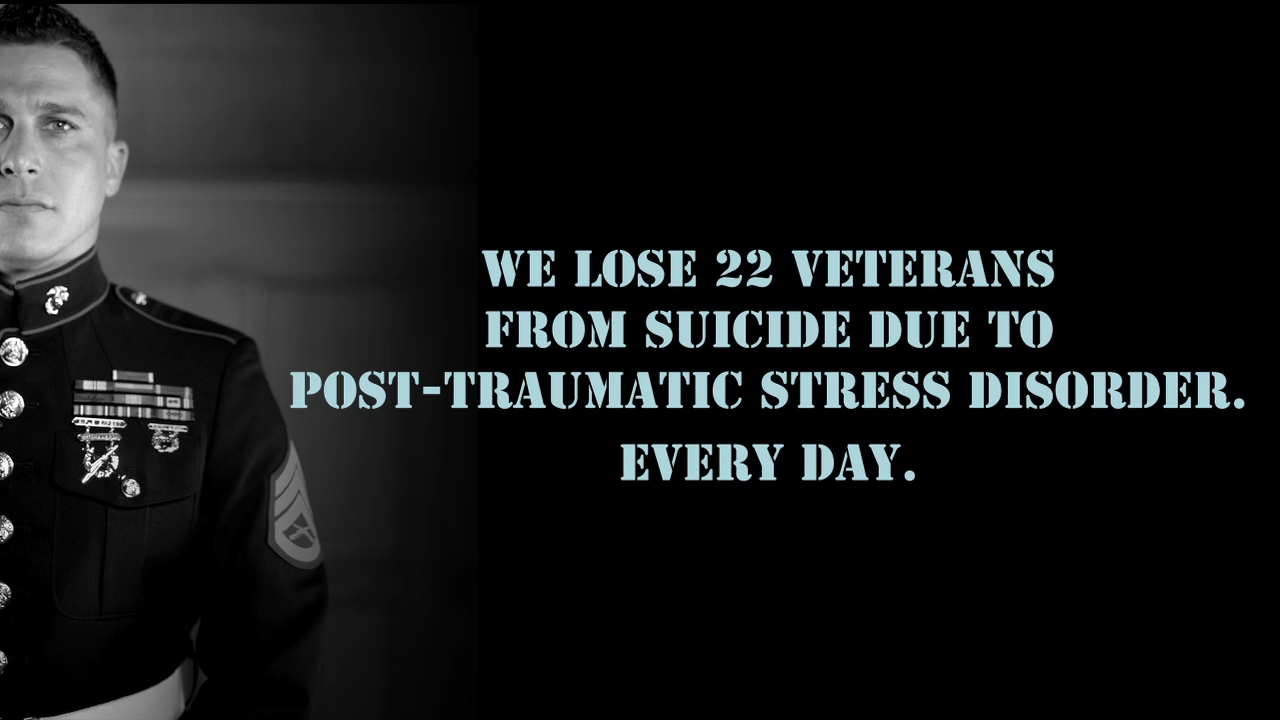 WE LOSE 22 VETERANS
FROM SUICIDE DUE TO
POST-TRAUMATIC STRESS DISORDER.
EVERY DAY.